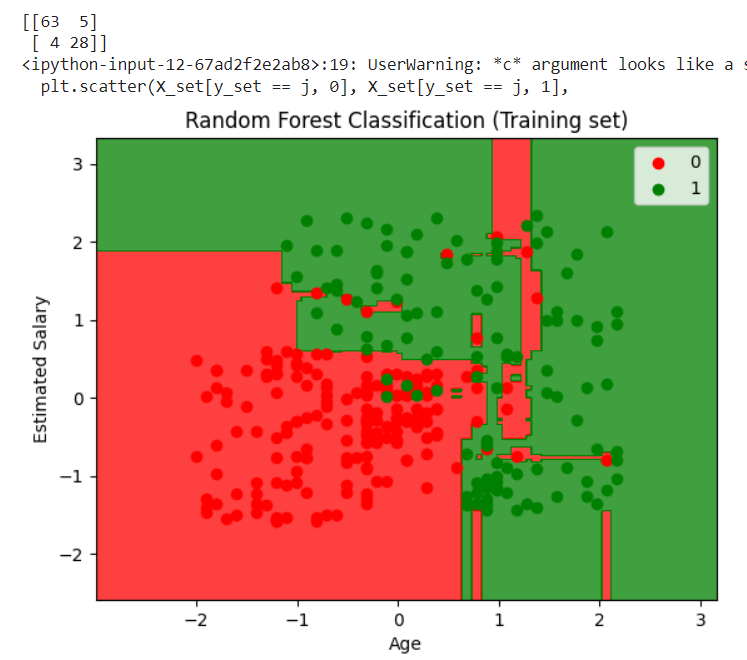 [[63  5]
 [ 4 28]]
<ipython-input-12-67ad2f2e2ab8>:19: UserWarning: *c* argument looks like a s
  plt.scatter(X_set[y_set == j, 0], X_set[y_set == j, 1],
Random Forest Classification (Training set)
0
1
3
2
1
0
−1
−2
Estimated Salary
−2 −1 0 1 2 3
Age